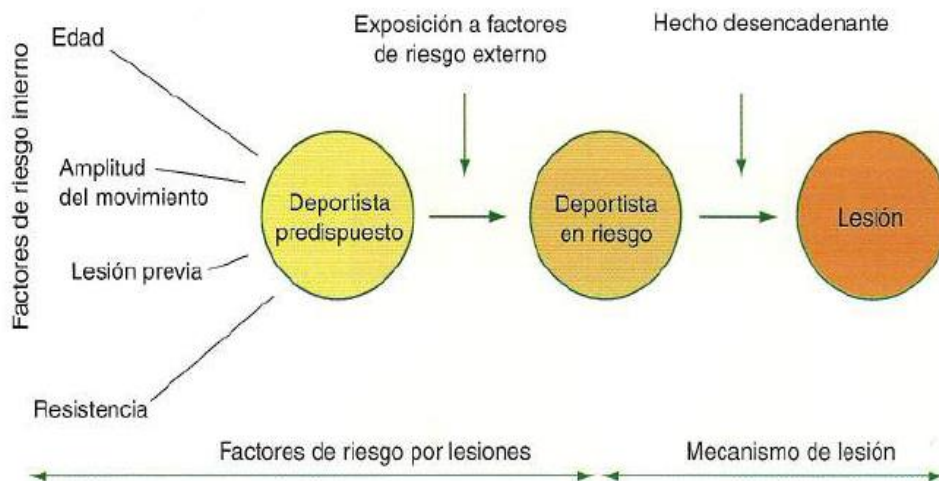 Factores de riesgo interno
Edad
Amplitud
del movimiento
Lesión previa
Resistencia
Exposición a factores
de riesgo externo
Hecho desencadenante
Deportista
predispuesto
Deportista
en riesgo
Lesión
Factores de riesgo por lesiones
Mecanismo de lesión